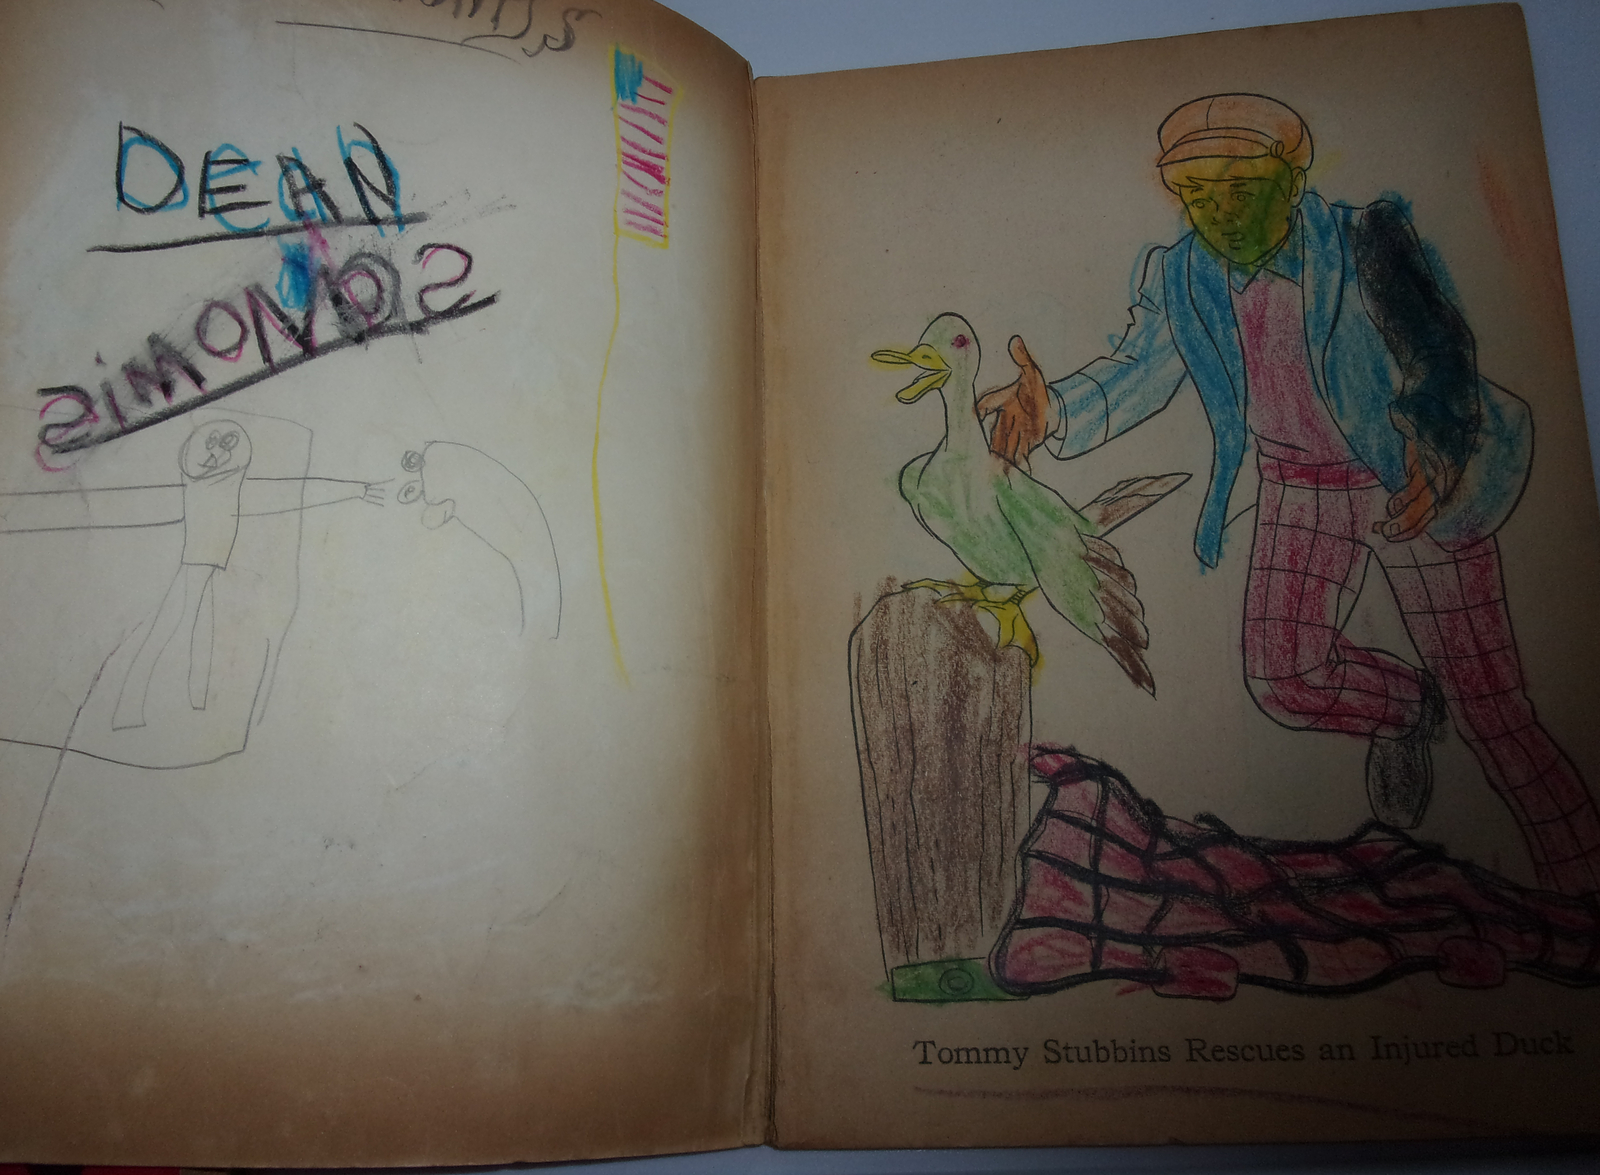 DEAN
SiMONDS
Tommy Stubbins Rescues an Injured Duck